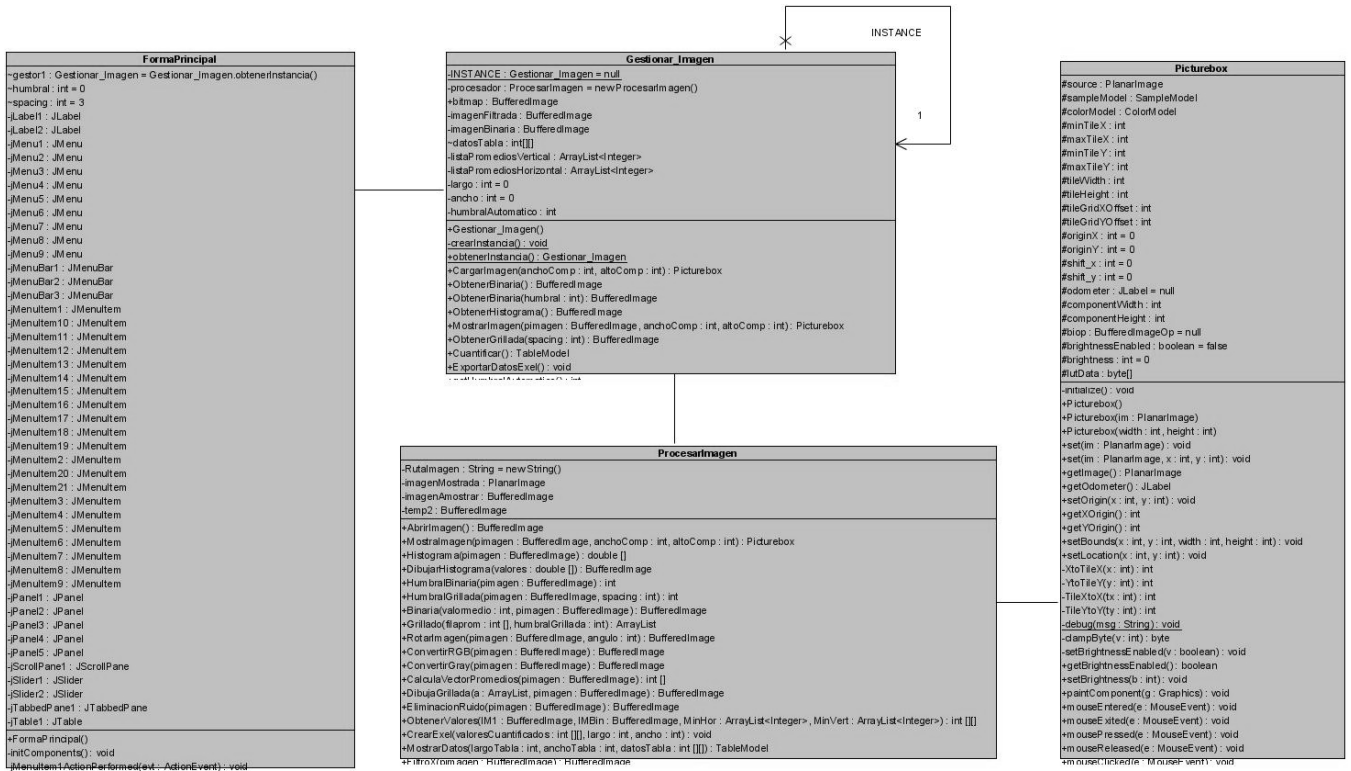 INSTANCE
1
FormaPrincipal
~gestor1 : Gestionar_Imagen = Gestionar_Imagen.obtenerInstancia()
~humbral : int = 0
~spacing : int = 3
-jLabel1 : JLabel
-jLabel2 : JLabel
-jMenu1 : JMenu
-jMenu2 : JMenu
-jMenu3 : JMenu
-jMenu4 : JMenu
-jMenu5 : JMenu
-jMenu6 : JMenu
-jMenu7 : JMenu
-jMenu8 : JMenu
-jMenu9 : JMenu
-jMenuBar1 : JMenuBar
-jMenuBar2 : JMenuBar
-jMenuBar3 : JMenuBar
-jMenuItem1 : JMenuItem
-jMenuItem10 : JMenuItem
-jMenuItem11 : JMenuItem
-jMenuItem12 : JMenuItem
-jMenuItem13 : JMenuItem
-jMenuItem14 : JMenuItem
-jMenuItem15 : JMenuItem
-jMenuItem16 : JMenuItem
-jMenuItem17 : JMenuItem
-jMenuItem18 : JMenuItem
-jMenuItem19 : JMenuItem
-jMenuItem2 : JMenuItem
-jMenuItem20 : JMenuItem
-jMenuItem21 : JMenuItem
-jMenuItem3 : JMenuItem
-jMenuItem4 : JMenuItem
-jMenuItem5 : JMenuItem
-jMenuItem6 : JMenuItem
-jMenuItem7 : JMenuItem
-jMenuItem8 : JMenuItem
-jMenuItem9 : JMenuItem
-jPanel1 : JPanel
-jPanel2 : JPanel
-jPanel3 : JPanel
-jPanel4 : JPanel
-jPanel5 : JPanel
-jScrollPane1 : JScrollPane
-jSlider1 : JSlider
-jSlider2 : JSlider
-jTabbedPane1 : JTabbedPane
-jTable1 : JTable
+FormaPrincipal()
-initComponents() : void
-jMenuItem1ActionPerformed(evt : ActionEvent) : void
Gestionar_Imagen
-INSTANCE : Gestionar_Imagen = null
-procesador : ProcesarImagen = new ProcesarImagen()
+bitmap : BufferedImage
-imagenFiltrada : BufferedImage
-imagenBinaria : BufferedImage
~datosTabla : int[][]
-listaPromediosVertical : ArrayList<Integer>
-listaPromediosHorizontal : ArrayList<Integer>
-largo : int = 0
-ancho : int = 0
-humbralAutomatico : int
+Gestionar_Imagen()
-crearInstancia() : void
+obtenerInstancia() : Gestionar_Imagen
+CargarImagen(anchoComp : int, altoComp : int) : Picturebox
+ObtenerBinaria() : BufferedImage
+ObtenerBinaria(humbral : int) : BufferedImage
+ObtenerHistograma() : BufferedImage
+MostrarImagen(pimagen : BufferedImage, anchoComp : int, altoComp : int) : Picturebox
+ObtenerGrillada(spacing : int) : BufferedImage
+Cuantificar() : TableModel
+ExportarDatosExel() : void
ProcesarImagen
-RutaImagen : String = new String()
-imagenMostrada : PlanarImage
-imagenAmostrar : BufferedImage
-temp2 : BufferedImage
+AbrirImagen() : BufferedImage
+MostraImagen(pimagen : BufferedImage, anchoComp : int, altoComp : int) : Picturebox
+Histograma(pimagen : BufferedImage) : double []
+DibujarHistograma(valores : double []) : BufferedImage
+HumbralBinaria(pimagen : BufferedImage) : int
+HumbralGrillada(pimagen : BufferedImage, spacing : int) : int
+Binaria(valormedio : int, pimagen : BufferedImage) : BufferedImage
+Grillado(filaprom : int [], humbralGrillada : int) : ArrayList
+RotarImagen(pimagen : BufferedImage, angulo : int) : BufferedImage
+ConvertirRGB(pimagen : BufferedImage) : BufferedImage
+ConvertirGray(pimagen : BufferedImage) : BufferedImage
+CalculaVectorPromedios(pimagen : BufferedImage) : int []
+DibujaGrillada(a : ArrayList, pimagen : BufferedImage) : BufferedImage
+EliminacionRuido(pimagen : BufferedImage) : BufferedImage
+ObtenerValores(IM1 : BufferedImage, IMBin : BufferedImage, MinHor : ArrayList<Integer>, MinVert : ArrayList<Integer>) : int [][]
+CrearExel(valoresCuantificados : int [][], largo : int, ancho : int) : void
+MostrarDatos(largoTabla : int, anchoTabla : int, datosTabla : int [][]) : TableModel
+FiltroX(pimagen : BufferedImage) : BufferedImage
Picturebox
#source : PlanarImage
#sampleModel : SampleModel
#colorModel : ColorModel
#minTileX : int
#maxTileX : int
#minTileY : int
#maxTileY : int
#tileWidth : int
#tileHeight : int
#tileGridXOffset : int
#tileGridYOffset : int
#originX : int = 0
#originY : int = 0
#shift_x : int = 0
#shift_y : int = 0
#odometer : JLabel = null
#componentWidth : int
#componentHeight : int
#biop : BufferedImageOp = null
#brightnessEnabled : boolean = false
#brightness : int = 0
#lutData : byte[]
-initialize() : void
+Picturebox()
+Picturebox(im : PlanarImage)
+Picturebox(width : int, height : int)
+set(im : PlanarImage) : void
+set(im : PlanarImage, x : int, y : int) : void
+getImage() : PlanarImage
+getOdometer() : JLabel
+setOrigin(x : int, y : int) : void
+getXOrigin() : int
+getYOrigin() : int
+setBounds(x : int, y : int, width : int, height : int) : void
+setLocation(x : int, y : int) : void
-XtoTileX(x : int) : int
-YtoTileY(y : int) : int
-TileXtoX(tx : int) : int
-TileYtoY(ty : int) : int
-debug(msg : String) : void
-clampByte(v : int) : byte
-setBrightnessEnabled(v : boolean) : void
+getBrightnessEnabled() : boolean
+setBrightness(b : int) : void
+paintComponent(g : Graphics) : void
+mouseEntered(e : MouseEvent) : void
+mouseExited(e : MouseEvent) : void
+mousePressed(e : MouseEvent) : void
+mouseReleased(e : MouseEvent) : void
+mouseClicked(e : MouseEvent) : void